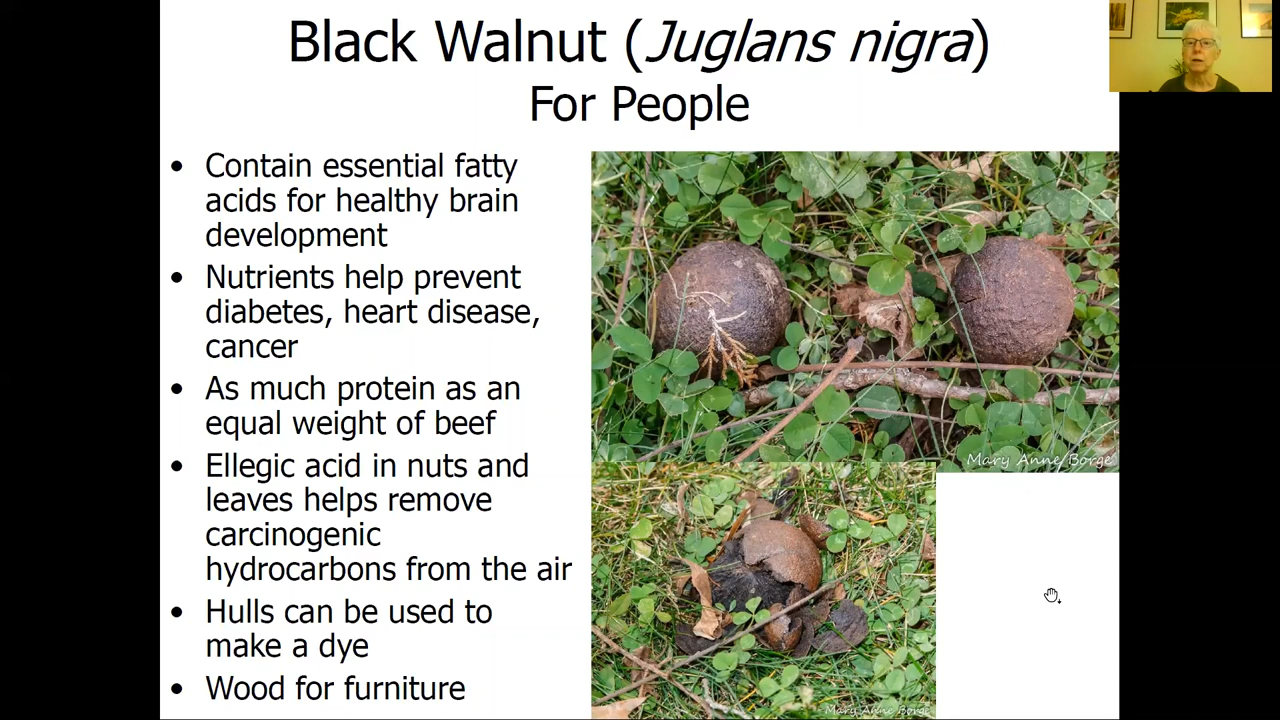 Black Walnut (Juglans nigra)
For People
• Contain essential fatty
acids for healthy brain
development
• Nutrients help prevent
diabetes, heart disease,
cancer
• As much protein as an
equal weight of beef
• Ellegic acid in nuts and
leaves helps remove
carcinogenic
hydrocarbons from the air
• Hulls can be used to
make a dye
• Wood for furniture
Mary Anne Borge
Mary Anne Borge